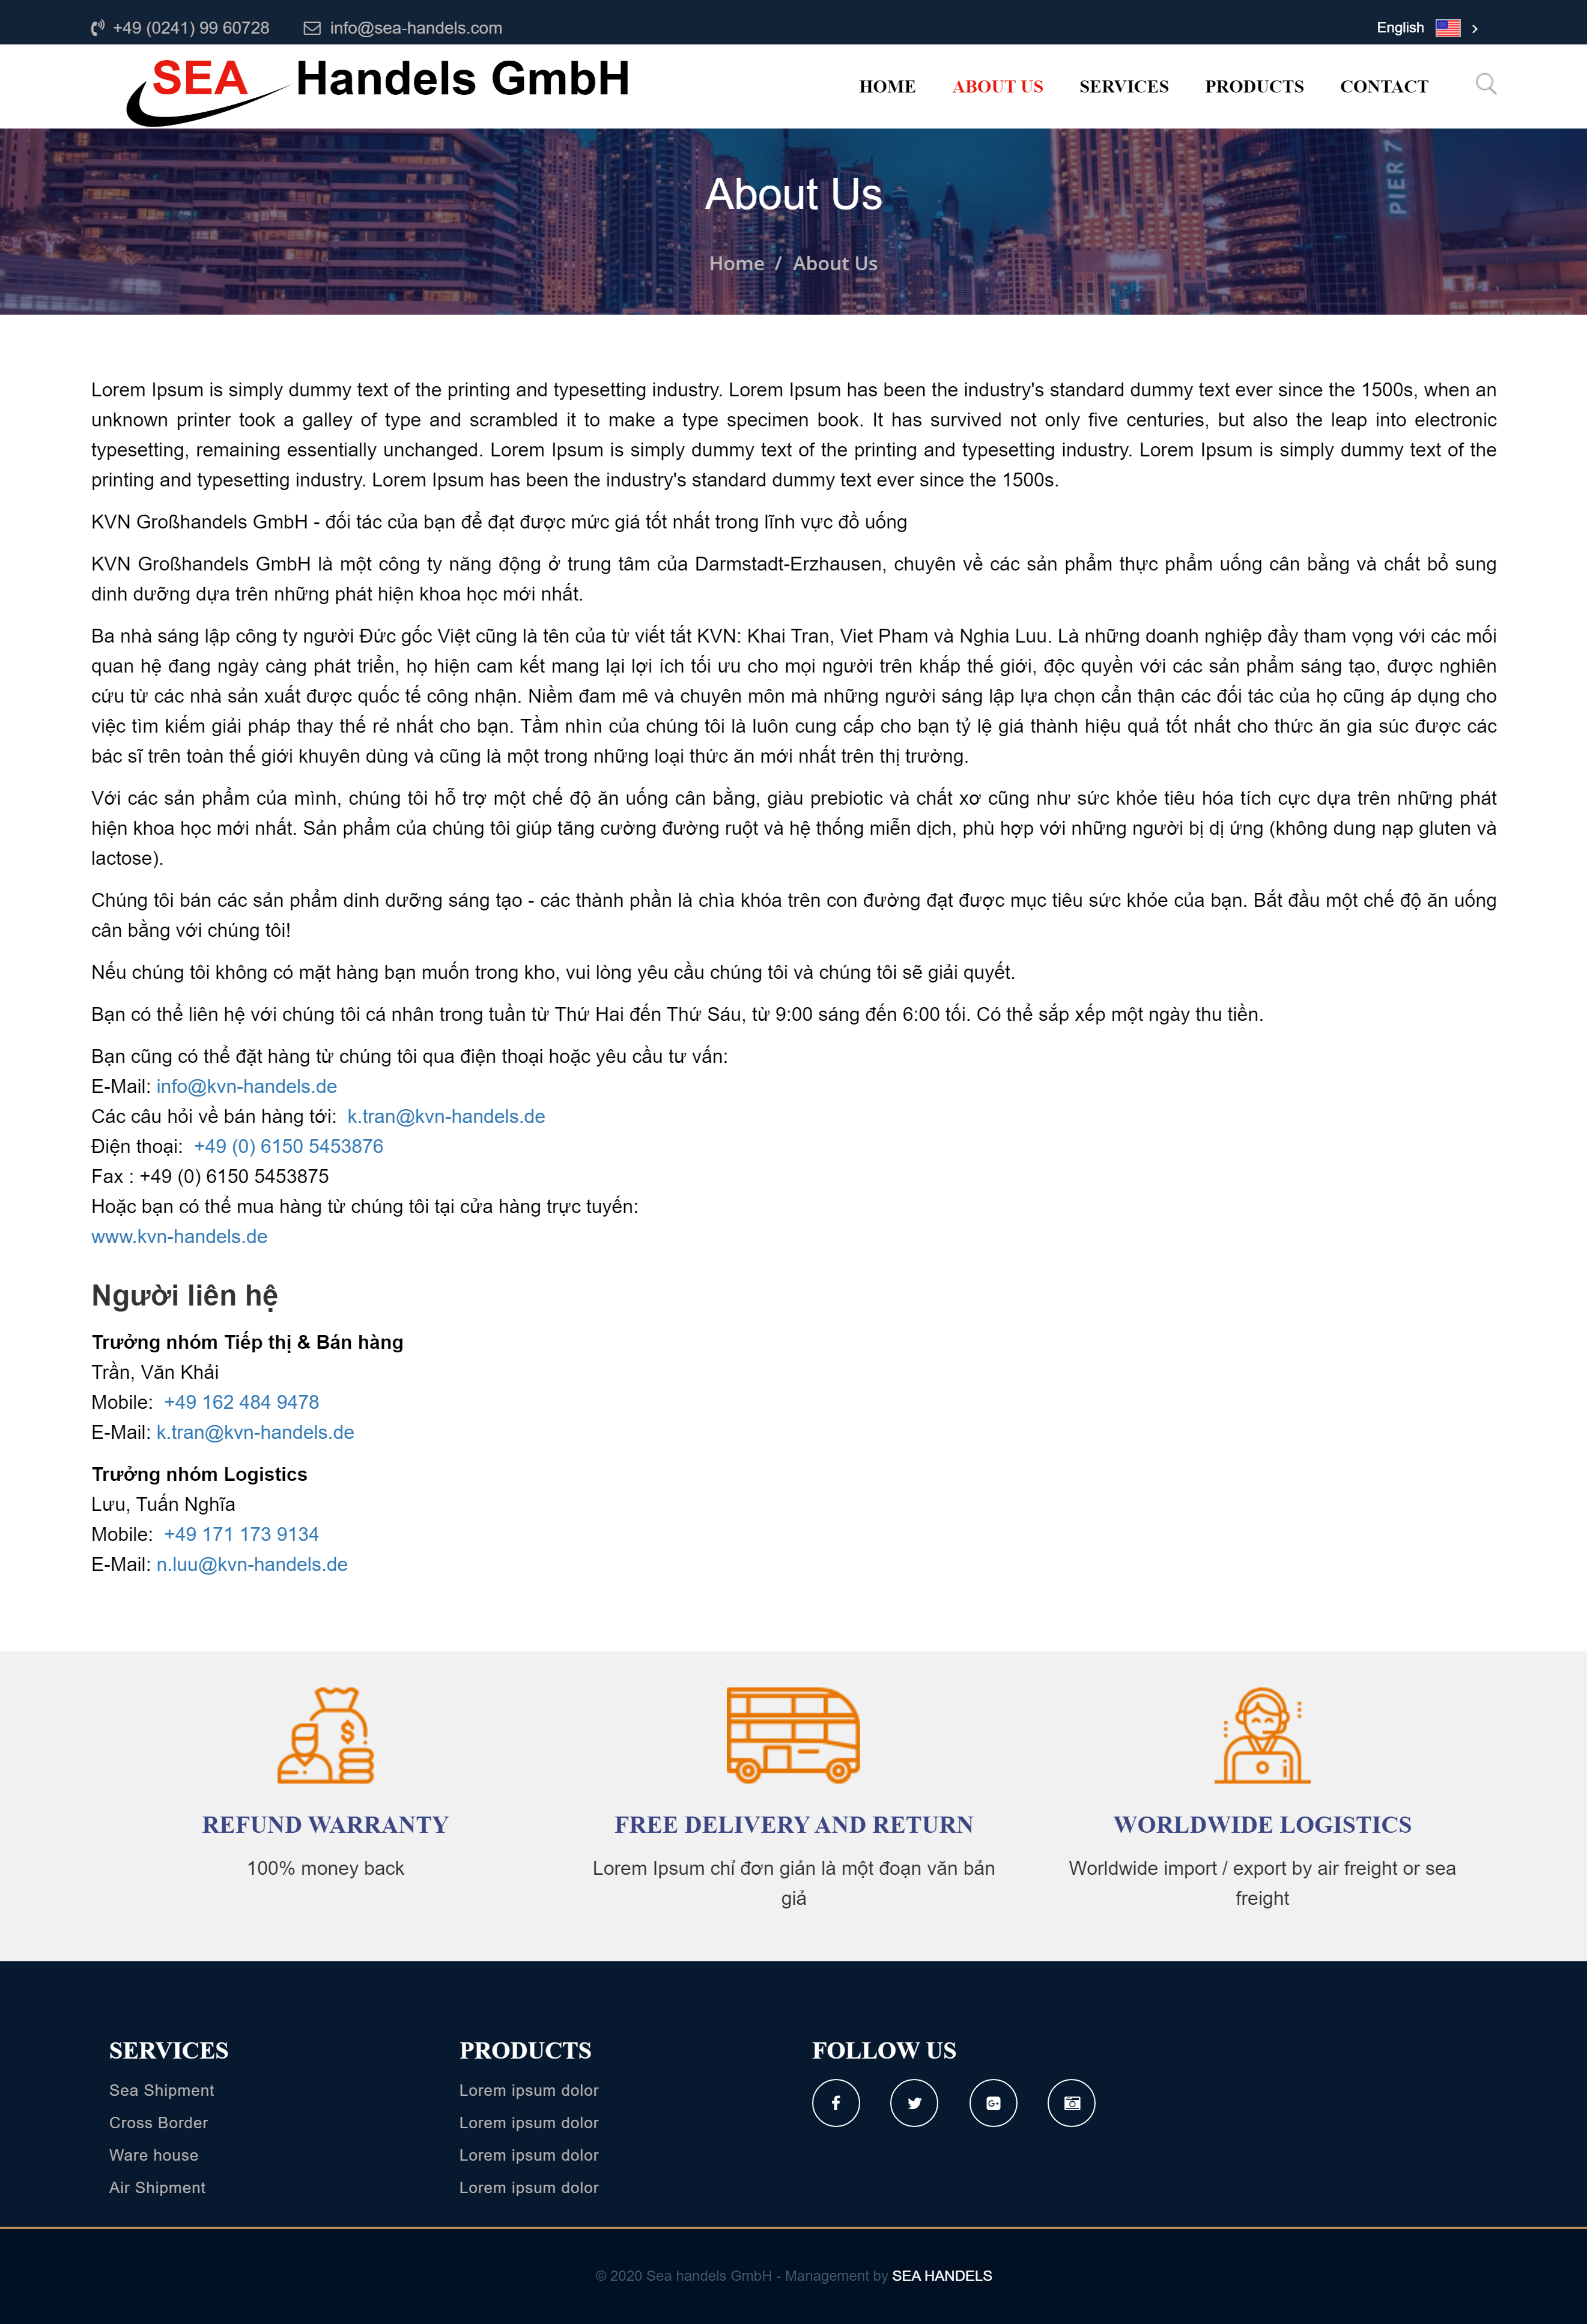 +49 (0241) 99 60728 info@sea-handels.com English
SEA Handels GmbH
HOME ABOUT US SERVICES PRODUCTS CONTACT
PIER 7
About Us
Home / About Us
Lorem Ipsum is simply dummy text of the printing and typesetting industry. Lorem Ipsum has been the industry's standard dummy text ever since the 1500s, when an
unknown printer took a galley of type and scrambled it to make a type specimen book. It has survived not only five centuries, but also the leap into electronic
typesetting, remaining essentially unchanged. Lorem Ipsum is simply dummy text of the printing and typesetting industry. Lorem Ipsum is simply dummy text of the
printing and typesetting industry. Lorem Ipsum has been the industry's standard dummy text ever since the 1500s.
KVN Großhandels GmbH - đối tác của bạn để đạt được mức giá tốt nhất trong lĩnh vực đồ uống
KVN Großhandels GmbH là một công ty năng động ở trung tâm của Darmstadt-Erzhausen, chuyên về các sản phẩm thực phẩm uống cân bằng và chất bổ sung
dinh dưỡng dựa trên những phát hiện khoa học mới nhất.
Ba nhà sáng lập công ty người Đức gốc Việt cũng là tên của từ viết tắt KVN: Khai Tran, Viet Pham và Nghia Luu. Là những doanh nghiệp đầy tham vọng với các mối
quan hệ đang ngày càng phát triển, họ hiện cam kết mang lại lợi ích tối ưu cho mọi người trên khắp thế giới, độc quyền với các sản phẩm sáng tạo, được nghiên
cứu từ các nhà sản xuất được quốc tế công nhận. Niềm đam mê và chuyên môn mà những người sáng lập lựa chọn cẩn thận các đối tác của họ cũng áp dụng cho
việc tìm kiếm giải pháp thay thế rẻ nhất cho bạn. Tầm nhìn của chúng tôi là luôn cung cấp cho bạn tỷ lệ giá thành hiệu quả tốt nhất cho thức ăn gia súc được các
bác sĩ trên toàn thế giới khuyên dùng và cũng là một trong những loại thức ăn mới nhất trên thị trường.
Với các sản phẩm của mình, chúng tôi hỗ trợ một chế độ ăn uống cân bằng, giàu prebiotic và chất xơ cũng như sức khỏe tiêu hóa tích cực dựa trên những phát
hiện khoa học mới nhất. Sản phẩm của chúng tôi giúp tăng cường đường ruột và hệ thống miễn dịch, phù hợp với những người bị dị ứng (không dung nạp gluten và
lactose).
Chúng tôi bán các sản phẩm dinh dưỡng sáng tạo - các thành phần là chìa khóa trên con đường đạt được mục tiêu sức khỏe của bạn. Bắt đầu một chế độ ăn uống
cân bằng với chúng tôi!
Nếu chúng tôi không có mặt hàng bạn muốn trong kho, vui lòng yêu cầu chúng tôi và chúng tôi sẽ giải quyết.
Bạn có thể liên hệ với chúng tôi cá nhân trong tuần từ Thứ Hai đến Thứ Sáu, từ 9:00 sáng đến 6:00 tối. Có thể sắp xếp một ngày thu tiền.
Bạn cũng có thể đặt hàng từ chúng tôi qua điện thoại hoặc yêu cầu tư vấn:
E-Mail: info@kvn-handels.de
Các câu hỏi về bán hàng tới: k.tran@kvn-handels.de
Điện thoại: +49 (0) 6150 5453876
Fax : +49 (0) 6150 5453875
Hoặc bạn có thể mua hàng từ chúng tôi tại cửa hàng trực tuyến:
www.kvn-handels.de
Người liên hệ
Trưởng nhóm Tiếp thị & Bán hàng
Trần, Văn Khải
Mobile: +49 162 484 9478
E-Mail: k.tran@kvn-handels.de
Trưởng nhóm Logistics
Lưu, Tuấn Nghĩa
Mobile: +49 171 173 9134
E-Mail: n.luu@kvn-handels.de
REFUND WARRANTY
100% money back
FREE DELIVERY AND RETURN
Lorem Ipsum chỉ đơn giản là một đoạn văn bản
giả
WORLDWIDE LOGISTICS
Worldwide import / export by air freight or sea
freight
SERVICES
Sea Shipment
Cross Border
Ware house
Air Shipment
PRODUCTS
Lorem ipsum dolor
Lorem ipsum dolor
Lorem ipsum dolor
Lorem ipsum dolor
FOLLOW US
© 2020 Sea handels GmbH - Management by SEA HANDELS